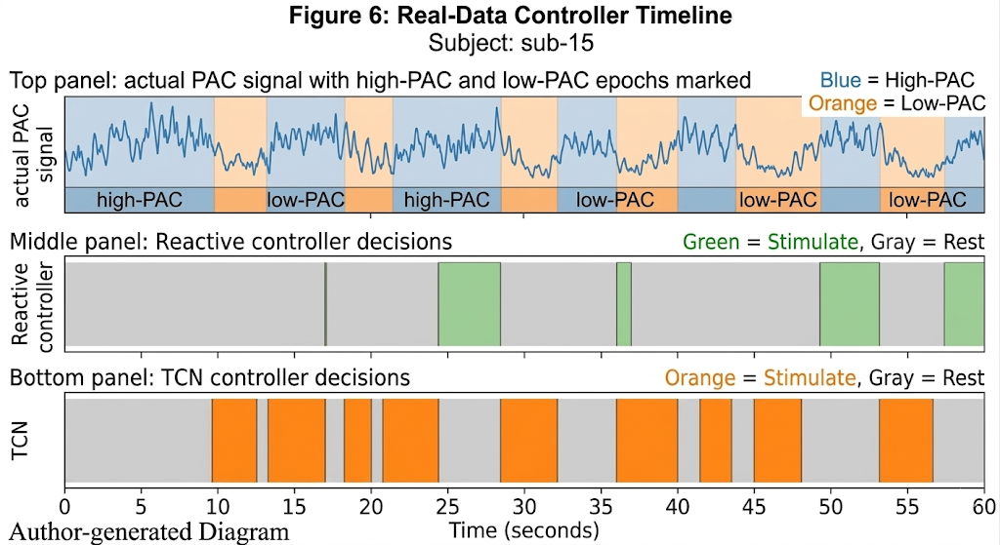 Figure 6: Real-Data Controller Timeline
Subject: sub-15
Top panel: actual PAC signal with high-PAC and low-PAC epochs marked
Blue = High-PAC
Orange = Low-PAC
actual PAC
signal
high-PAC
low-PAC
high-PAC
low-PAC
low-PAC
low-PAC
Middle panel: Reactive controller decisions
Green = Stimulate, Gray = Rest
Reactive
controller
Bottom panel: TCN controller decisions
Orange = Stimulate, Gray = Rest
TCN
0 5 10 15 20 25 30 35 40 45 50 55 60
Time (seconds)
Author-generated Diagram